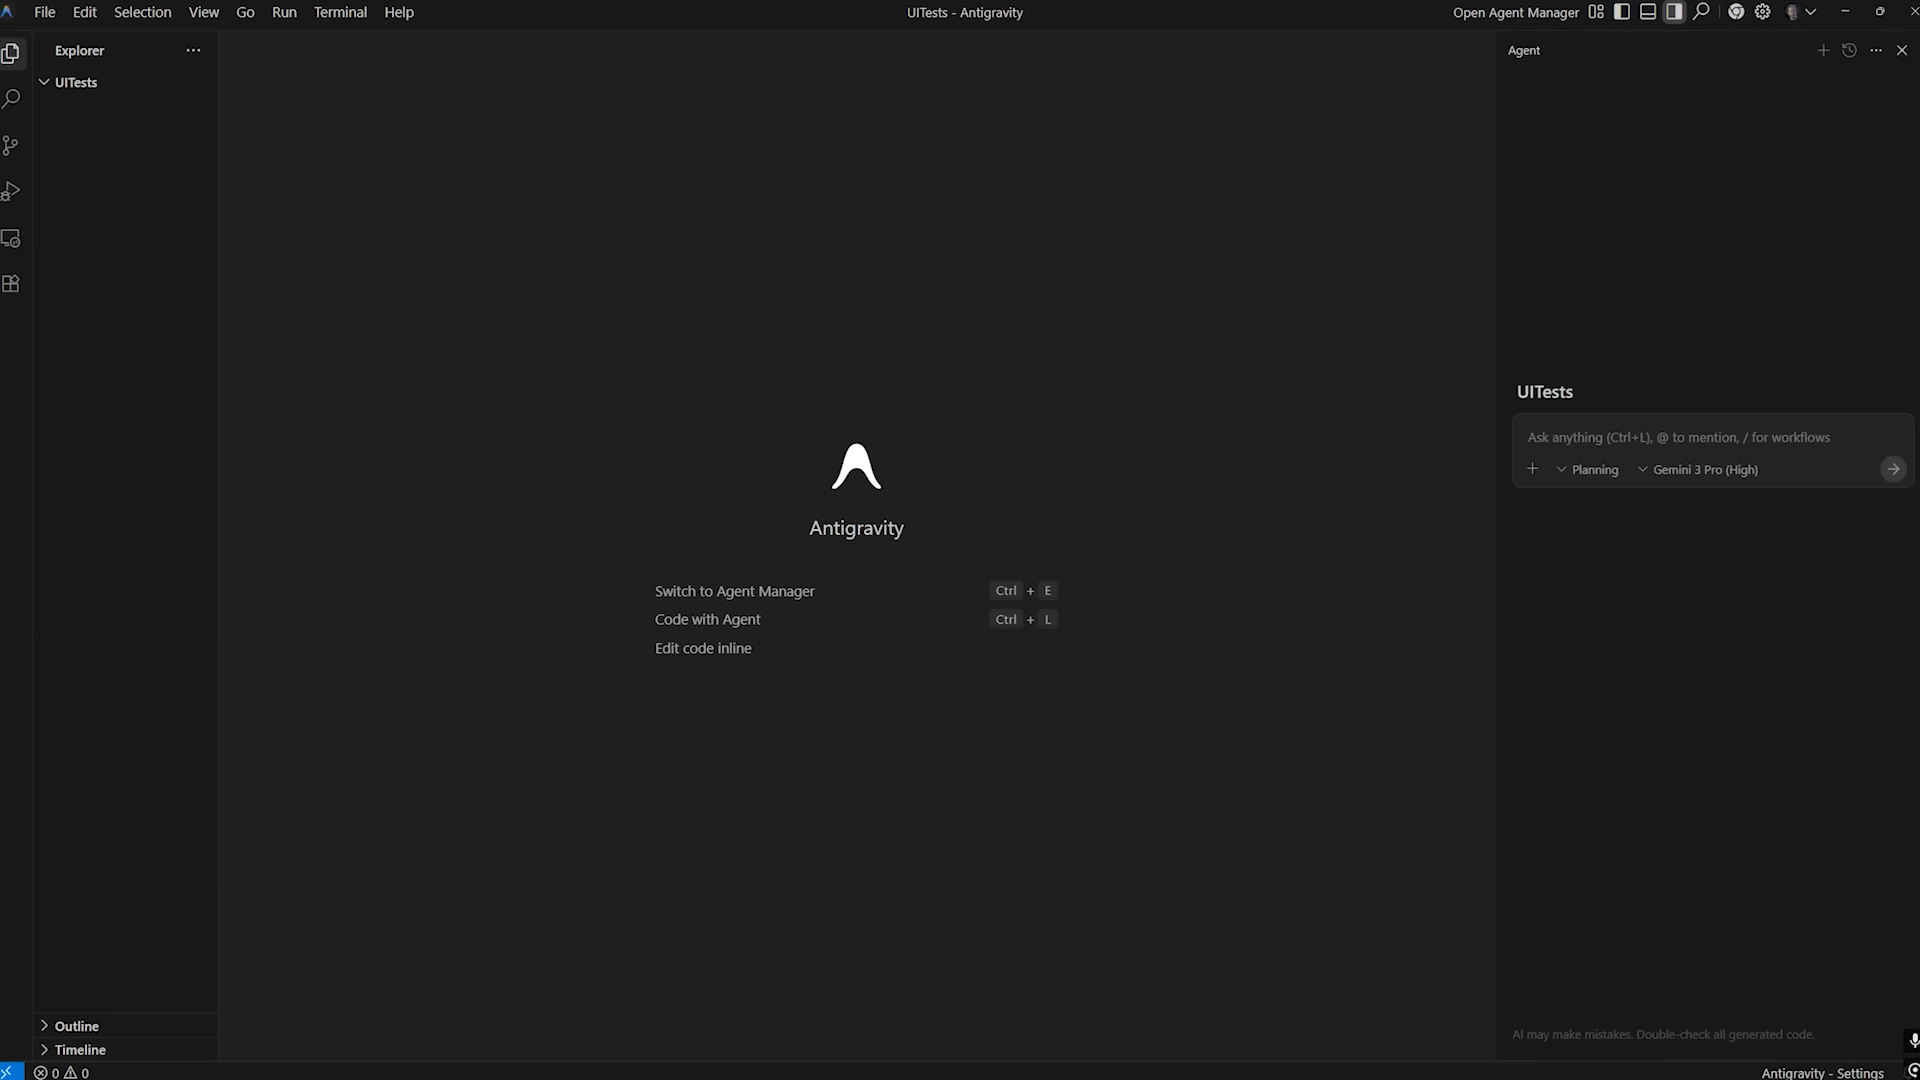 File Edit Selection View Go Run Terminal Help
UITests - Antigravity
Open Agent Manager
Explorer
UITests
Agent
UITests
Ask anything (Ctrl+L), @ to mention, / for workflows
Planning
Gemini 3 Pro (High)
Antigravity
Switch to Agent Manager Ctrl + E
Code with Agent Ctrl + L
Edit code inline
Outline
Timeline
AI may make mistakes. Double-check all generated code.
0 0
Antigravity - Settings